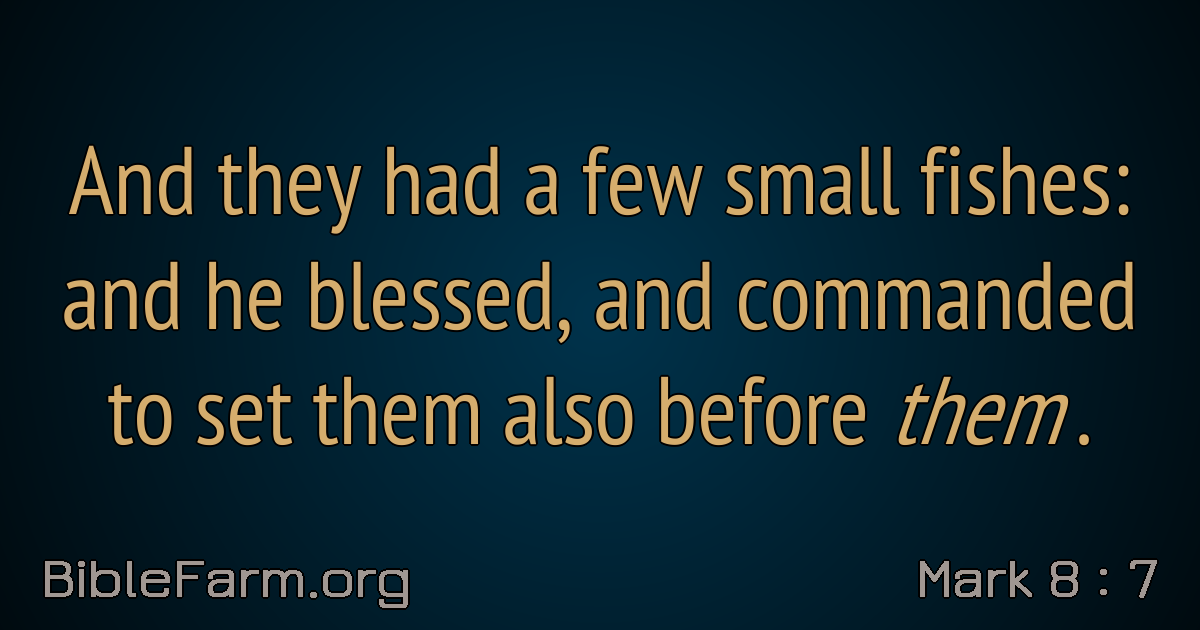 And they had a few small fishes:
and he blessed, and commanded
to set them also before them.
BibleFarm.org
Mark 8 : 7